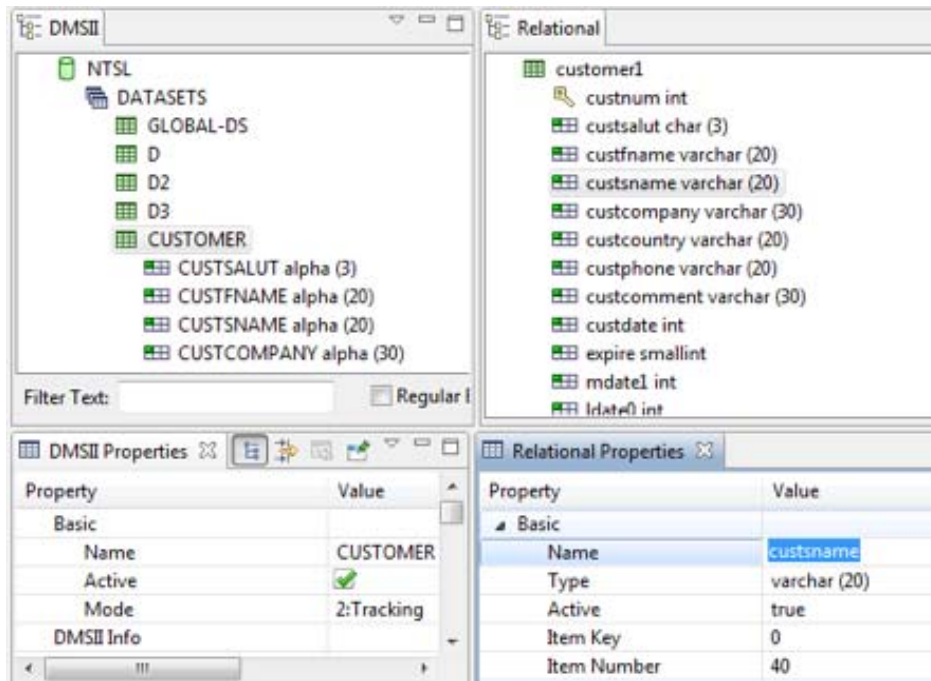 DMSII
NTSL
DATASETS
GLOBAL-DS
D
D2
D3
CUSTOMER
CUSTSALUT alpha (3)
CUSTFNAME alpha (20)
CUSTSNAME alpha (20)
CUSTCOMPANY alpha (30)
Filter Text:
Regular
Relational
customer1
custnum int
custsalut char (3)
custfname varchar (20)
custsname varchar (20)
custcompany varchar (30)
custcountry varchar (20)
custphone varchar (20)
custcomment varchar (30)
custdate int
expire smallint
mdate1 int
ldate0 int
DMSII Properties
Property Value
Basic
Name CUSTOMER
Active
Mode 2:Tracking
DMSII Info
Relational Properties
Property Value
Basic
Name custsname
Type varchar (20)
Active true
Item Key 0
Item Number 40